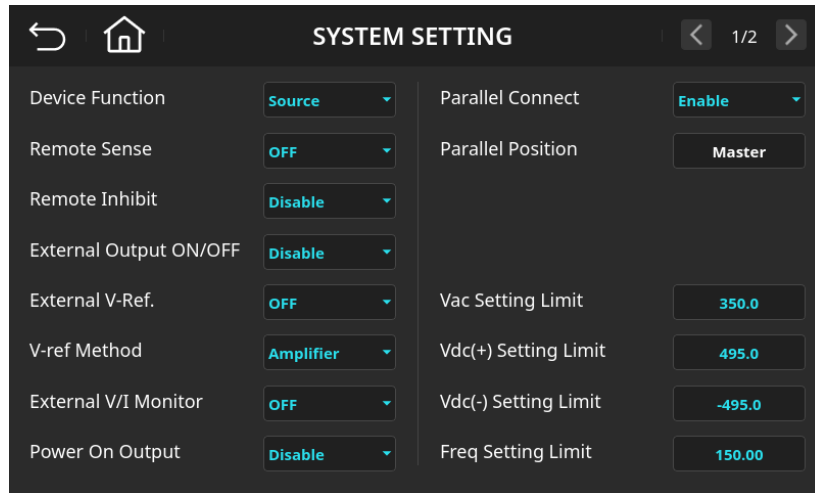 SYSTEM SETTING
1/2
Device Function Source
Remote Sense OFF
Remote Inhibit Disable
External Output ON/OFF Disable
External V-Ref. OFF
V-ref Method Amplifier
External V/I Monitor OFF
Power On Output Disable
Parallel Connect Enable
Parallel Position Master
Vac Setting Limit 350.0
Vdc(+) Setting Limit 495.0
Vdc(-) Setting Limit -495.0
Freq Setting Limit 150.00